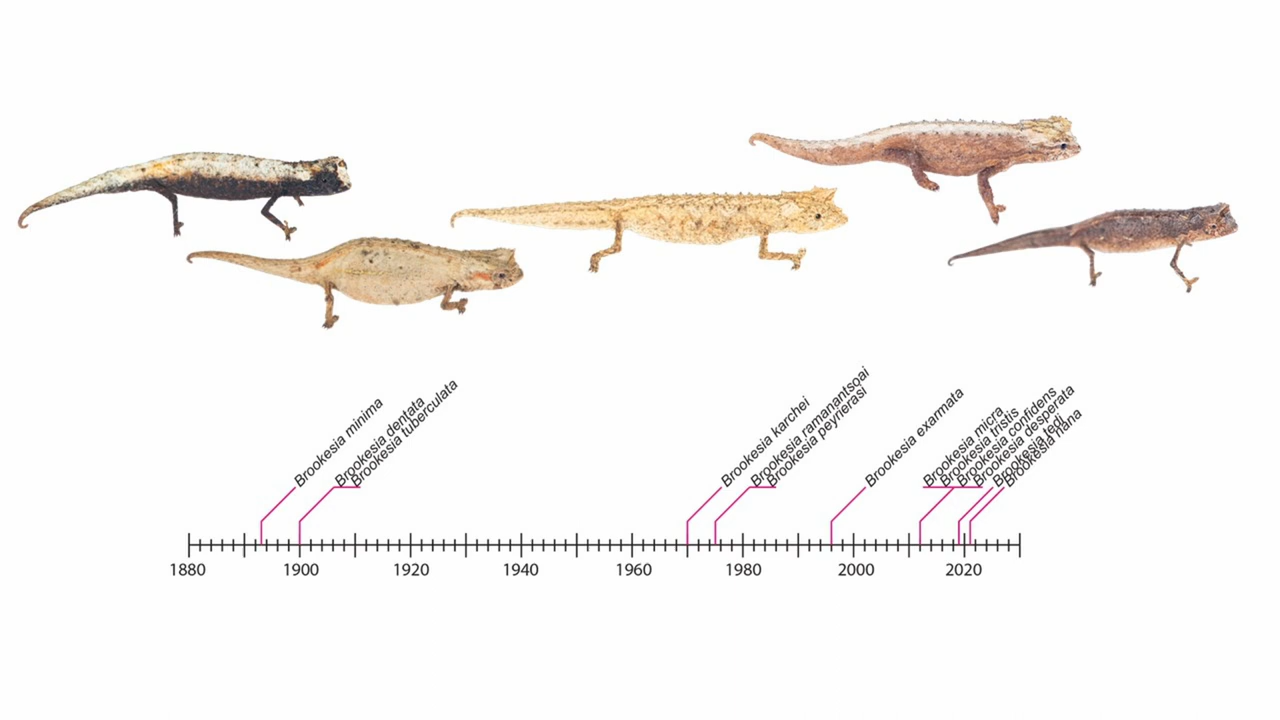 Brookesia minima
Brookesia dentata
Brookesia tuberculata
Brookesia karchei
Brookesia ramanantsoai
Brookesia peyrierasi
Brookesia exarmata
Brookesia micra
Brookesia tristis
Brookesia confidens
Brookesia desperata
Brookesia tedi
Brookesia nana
1880 1900 1920 1940 1960 1980 2000 2020